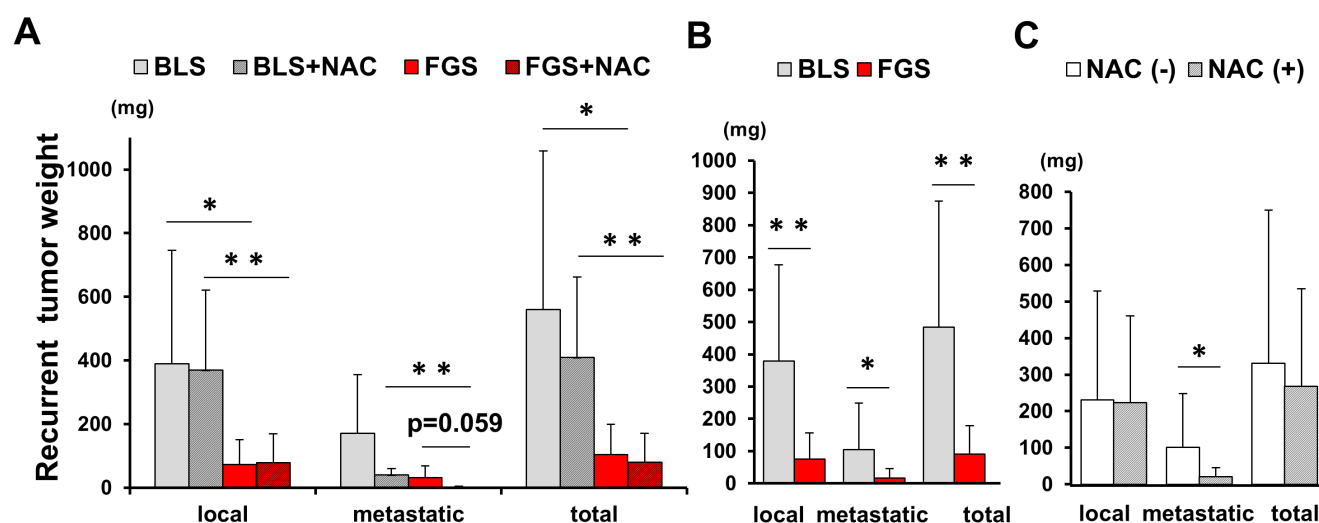 A
BLS BLS+NAC FGS FGS+NAC
(mg)
Recurrent tumor weight
1000
800
600
400
200
0
*
* *
* *
p=0.059
*
* *
local metastatic total
B
BLS FGS
(mg)
1000
900
800
700
600
500
400
300
200
100
0
* *
*
* *
local metastatic total
C
NAC (-) NAC (+)
(mg)
800
700
600
500
400
300
200
100
0
*
local metastatic total